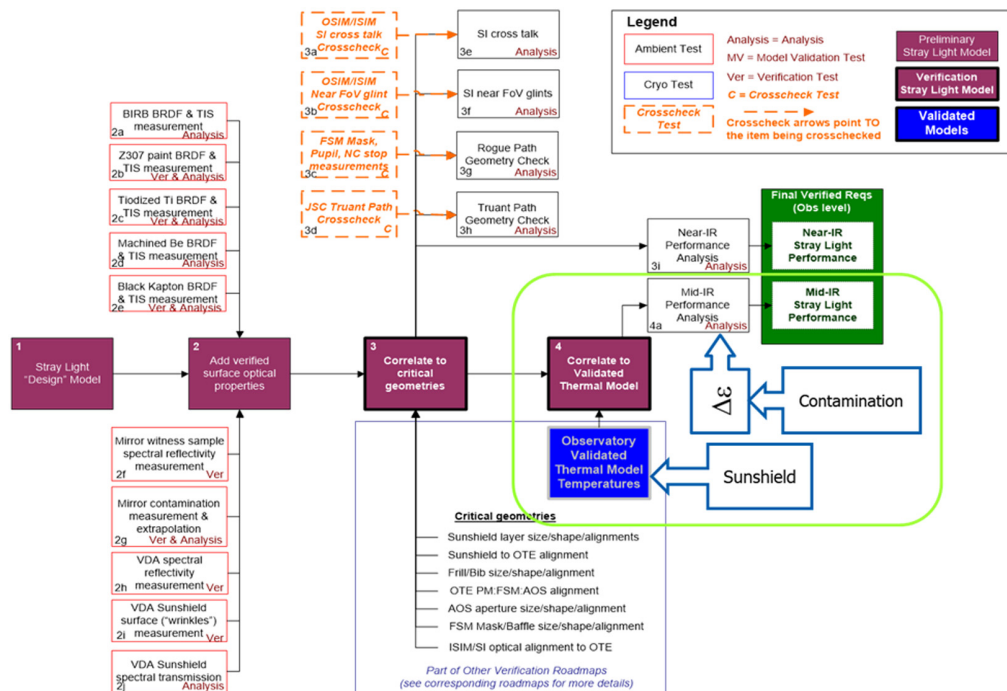 OSIM/ISIM
SI cross talk
Crosscheck
3a
C
SI cross talk
3e
Analysis
OSIM/ISIM
Near FoV glint
Crosscheck
3b
C
SI near FoV glints
3f
Analysis
FSM Mask,
Pupil, NC stop
measurements
3c
C
Rogue Path
Geometry Check
3g
Analysis
JSC Truant Path
Crosscheck
3d
C
Truant Path
Geometry Check
3h
Analysis
Legend
Ambient Test
Cryo Test
Crosscheck
Test
Analysis = Analysis
MV = Model Validation Test
Ver = Verification Test
C = Crosscheck Test
Crosscheck arrows point TO
the item being crosschecked
Preliminary
Stray Light Model
Verification
Stray Light Model
Validated
Models
BIRB BRDF & TIS
measurement
2a
Analysis
Z307 paint BRDF &
TIS measurement
2b
Ver & Analysis
Tiodized Ti BRDF &
TIS measurement
2c
Ver & Analysis
Machined Be BRDF
& TIS measurement
2d
Analysis
Black Kapton BRDF
& TIS measurement
2e
Ver & Analysis
Final Verified Reqs
(Obs level)
Near-IR
Performance
Analysis
3i
Analysis
Near-IR
Stray Light
Performance
Mid-IR
Performance
Analysis
4a
Analysis
Mid-IR
Stray Light
Performance
1
Stray Light
"Design" Model
2
Add verified
surface optical
properties
3
Correlate to
critical
geometries
4
Correlate to
Validated
Thermal Model
Δε
Contamination
Observatory
Validated
Thermal Model
Temperatures
Sunshield
Mirror witness sample
spectral reflectivity
measurement
2f
Ver
Mirror contamination
measurement &
extrapolation
2g
Ver & Analysis
VDA spectral
reflectivity
measurement
2h
Ver
VDA Sunshield
surface ("wrinkles")
measurement
2i
Ver
VDA Sunshield
spectral transmission
2j
Analysis
Critical geometries
Sunshield layer size/shape/alignments
Sunshield to OTE alignment
Frill/Bib size/shape/alignment
OTE PM:FSM:AOS alignment
AOS aperture size/shape/alignment
FSM Mask/Baffle size/shape/alignment
ISIM/SI optical alignment to OTE
Part of Other Verification Roadmaps
(see corresponding roadmaps for more details)